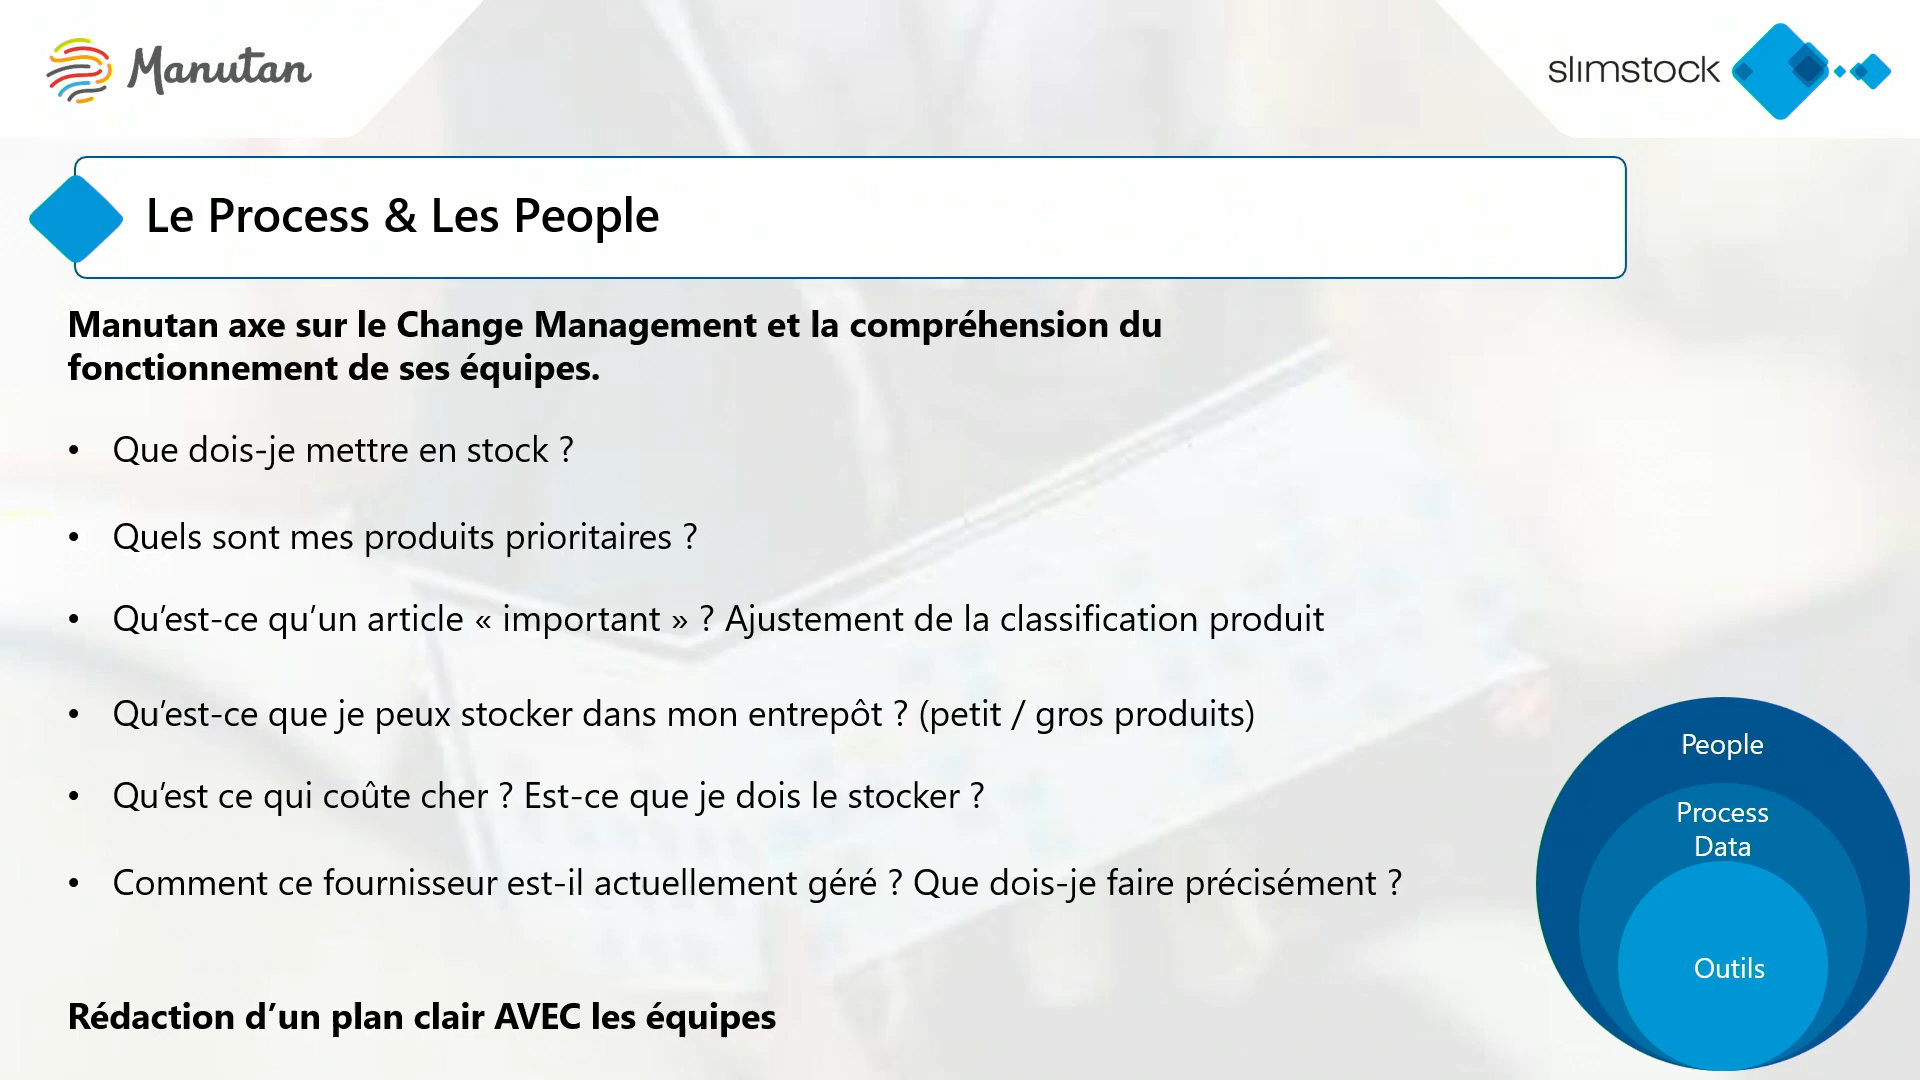 Manutan
slimstock
Le Process & Les People
Manutan axe sur le Change Management et la compréhension du
fonctionnement de ses équipes.
• Que dois-je mettre en stock ?
• Quels sont mes produits prioritaires ?
• Qu’est-ce qu’un article « important » ? Ajustement de la classification produit
• Qu’est-ce que je peux stocker dans mon entrepôt ? (petit / gros produits)
• Qu’est ce qui coûte cher ? Est-ce que je dois le stocker ?
• Comment ce fournisseur est-il actuellement géré ? Que dois-je faire précisément ?
Rédaction d’un plan clair AVEC les équipes
People
Process
Data
Outils